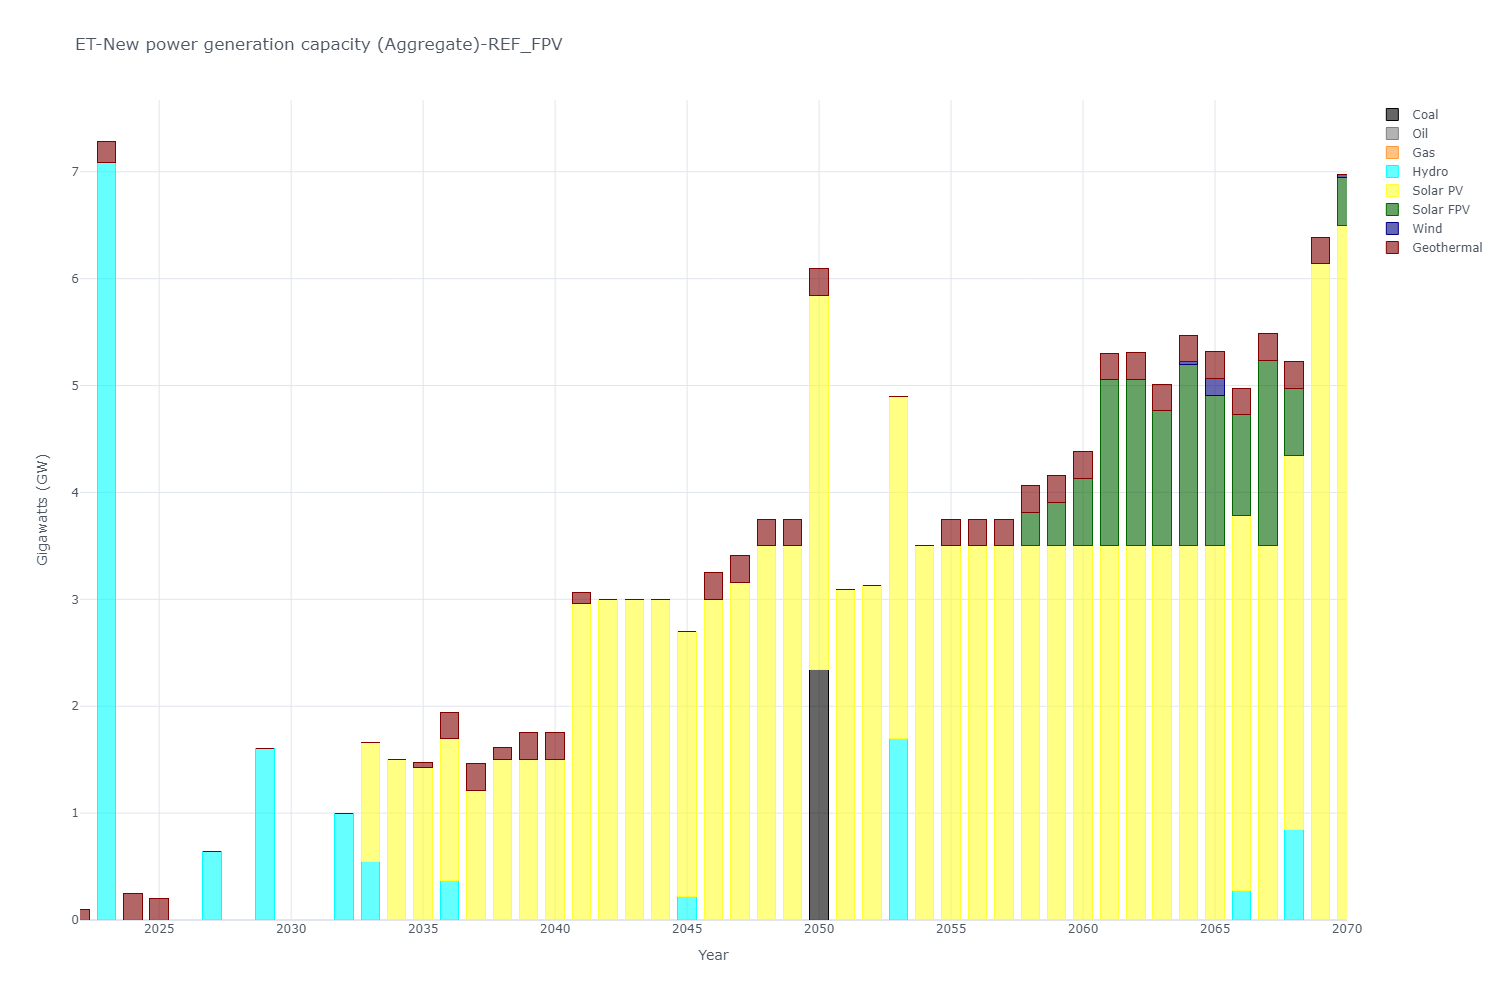 ET-New power generation capacity (Aggregate)-REF_FPV
Coal
Oil
Gas
Hydro
Solar PV
Solar FPV
Wind
Geothermal
7
6
5
4
3
2
1
0
Gigawatts (GW)
2025 2030 2035 2040 2045 2050 2055 2060 2065 2070
Year